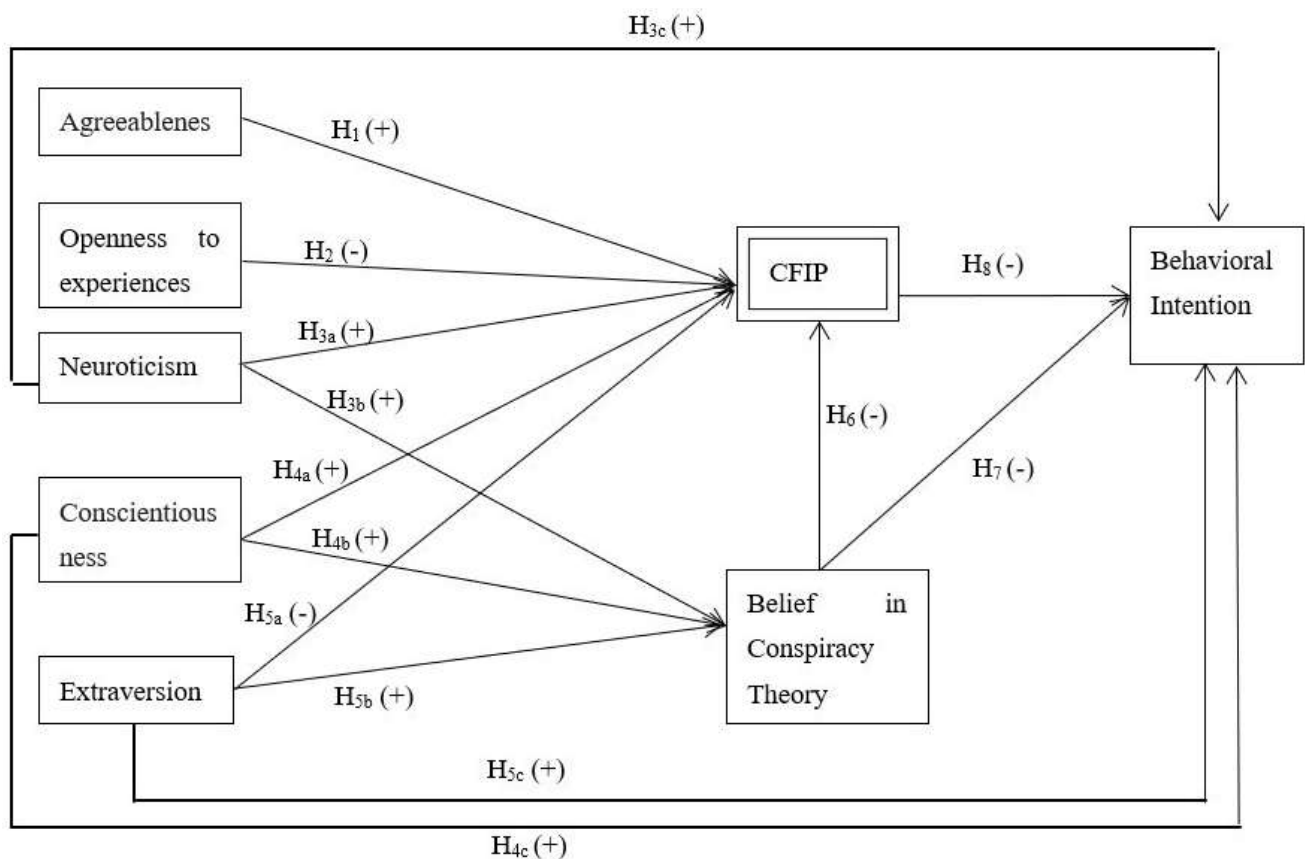 H3c (+)
Agreeablenes
H1 (+)
Openness to
experiences
H2 (-)
CFIP
H8 (-)
Behavioral
Intention
Neuroticism
H3a (+)
H3b (+)
H6 (-)
H7 (-)
H4a (+)
Conscientious
ness
H4b (+)
H5a (-)
Belief in
Conspiracy
Theory
Extraversion
H5b (+)
H5c (+)
H4c (+)